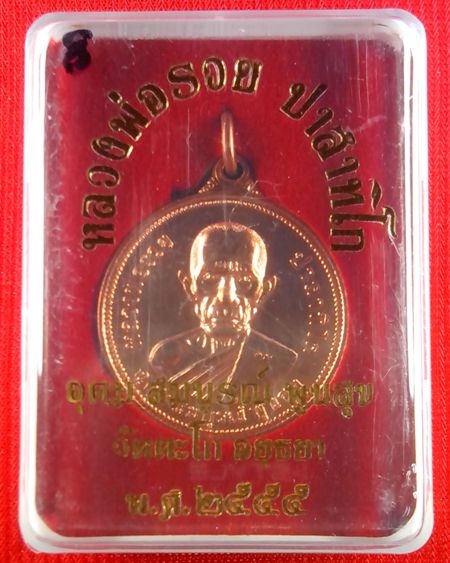 หลวงพ่อรวย ปาสาทิโก
อุดม สมบูรณ์ พูนสุข
วัดตะโก อยุธยา
พ.ศ.๒๕๕๕